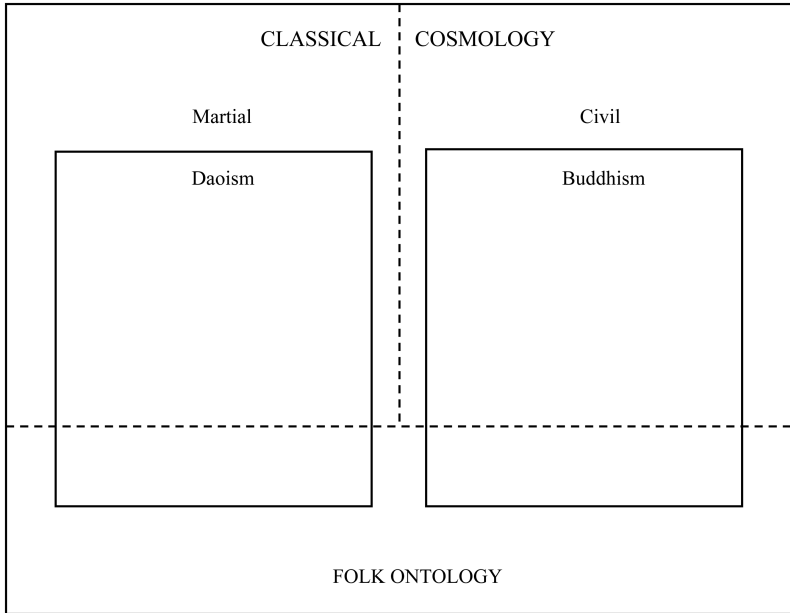 CLASSICAL COSMOLOGY
Martial Civil
Daoism Buddhism
FOLK ONTOLOGY